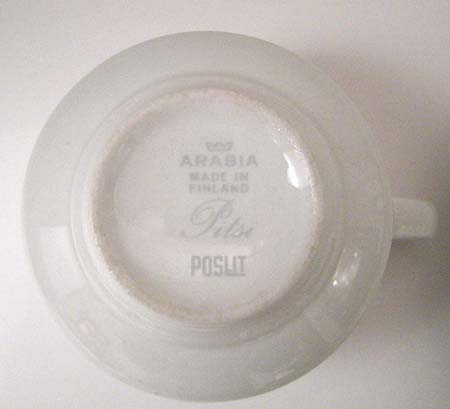 ARABIA
MADE IN
FINLAND
Pitsi
POSLIT